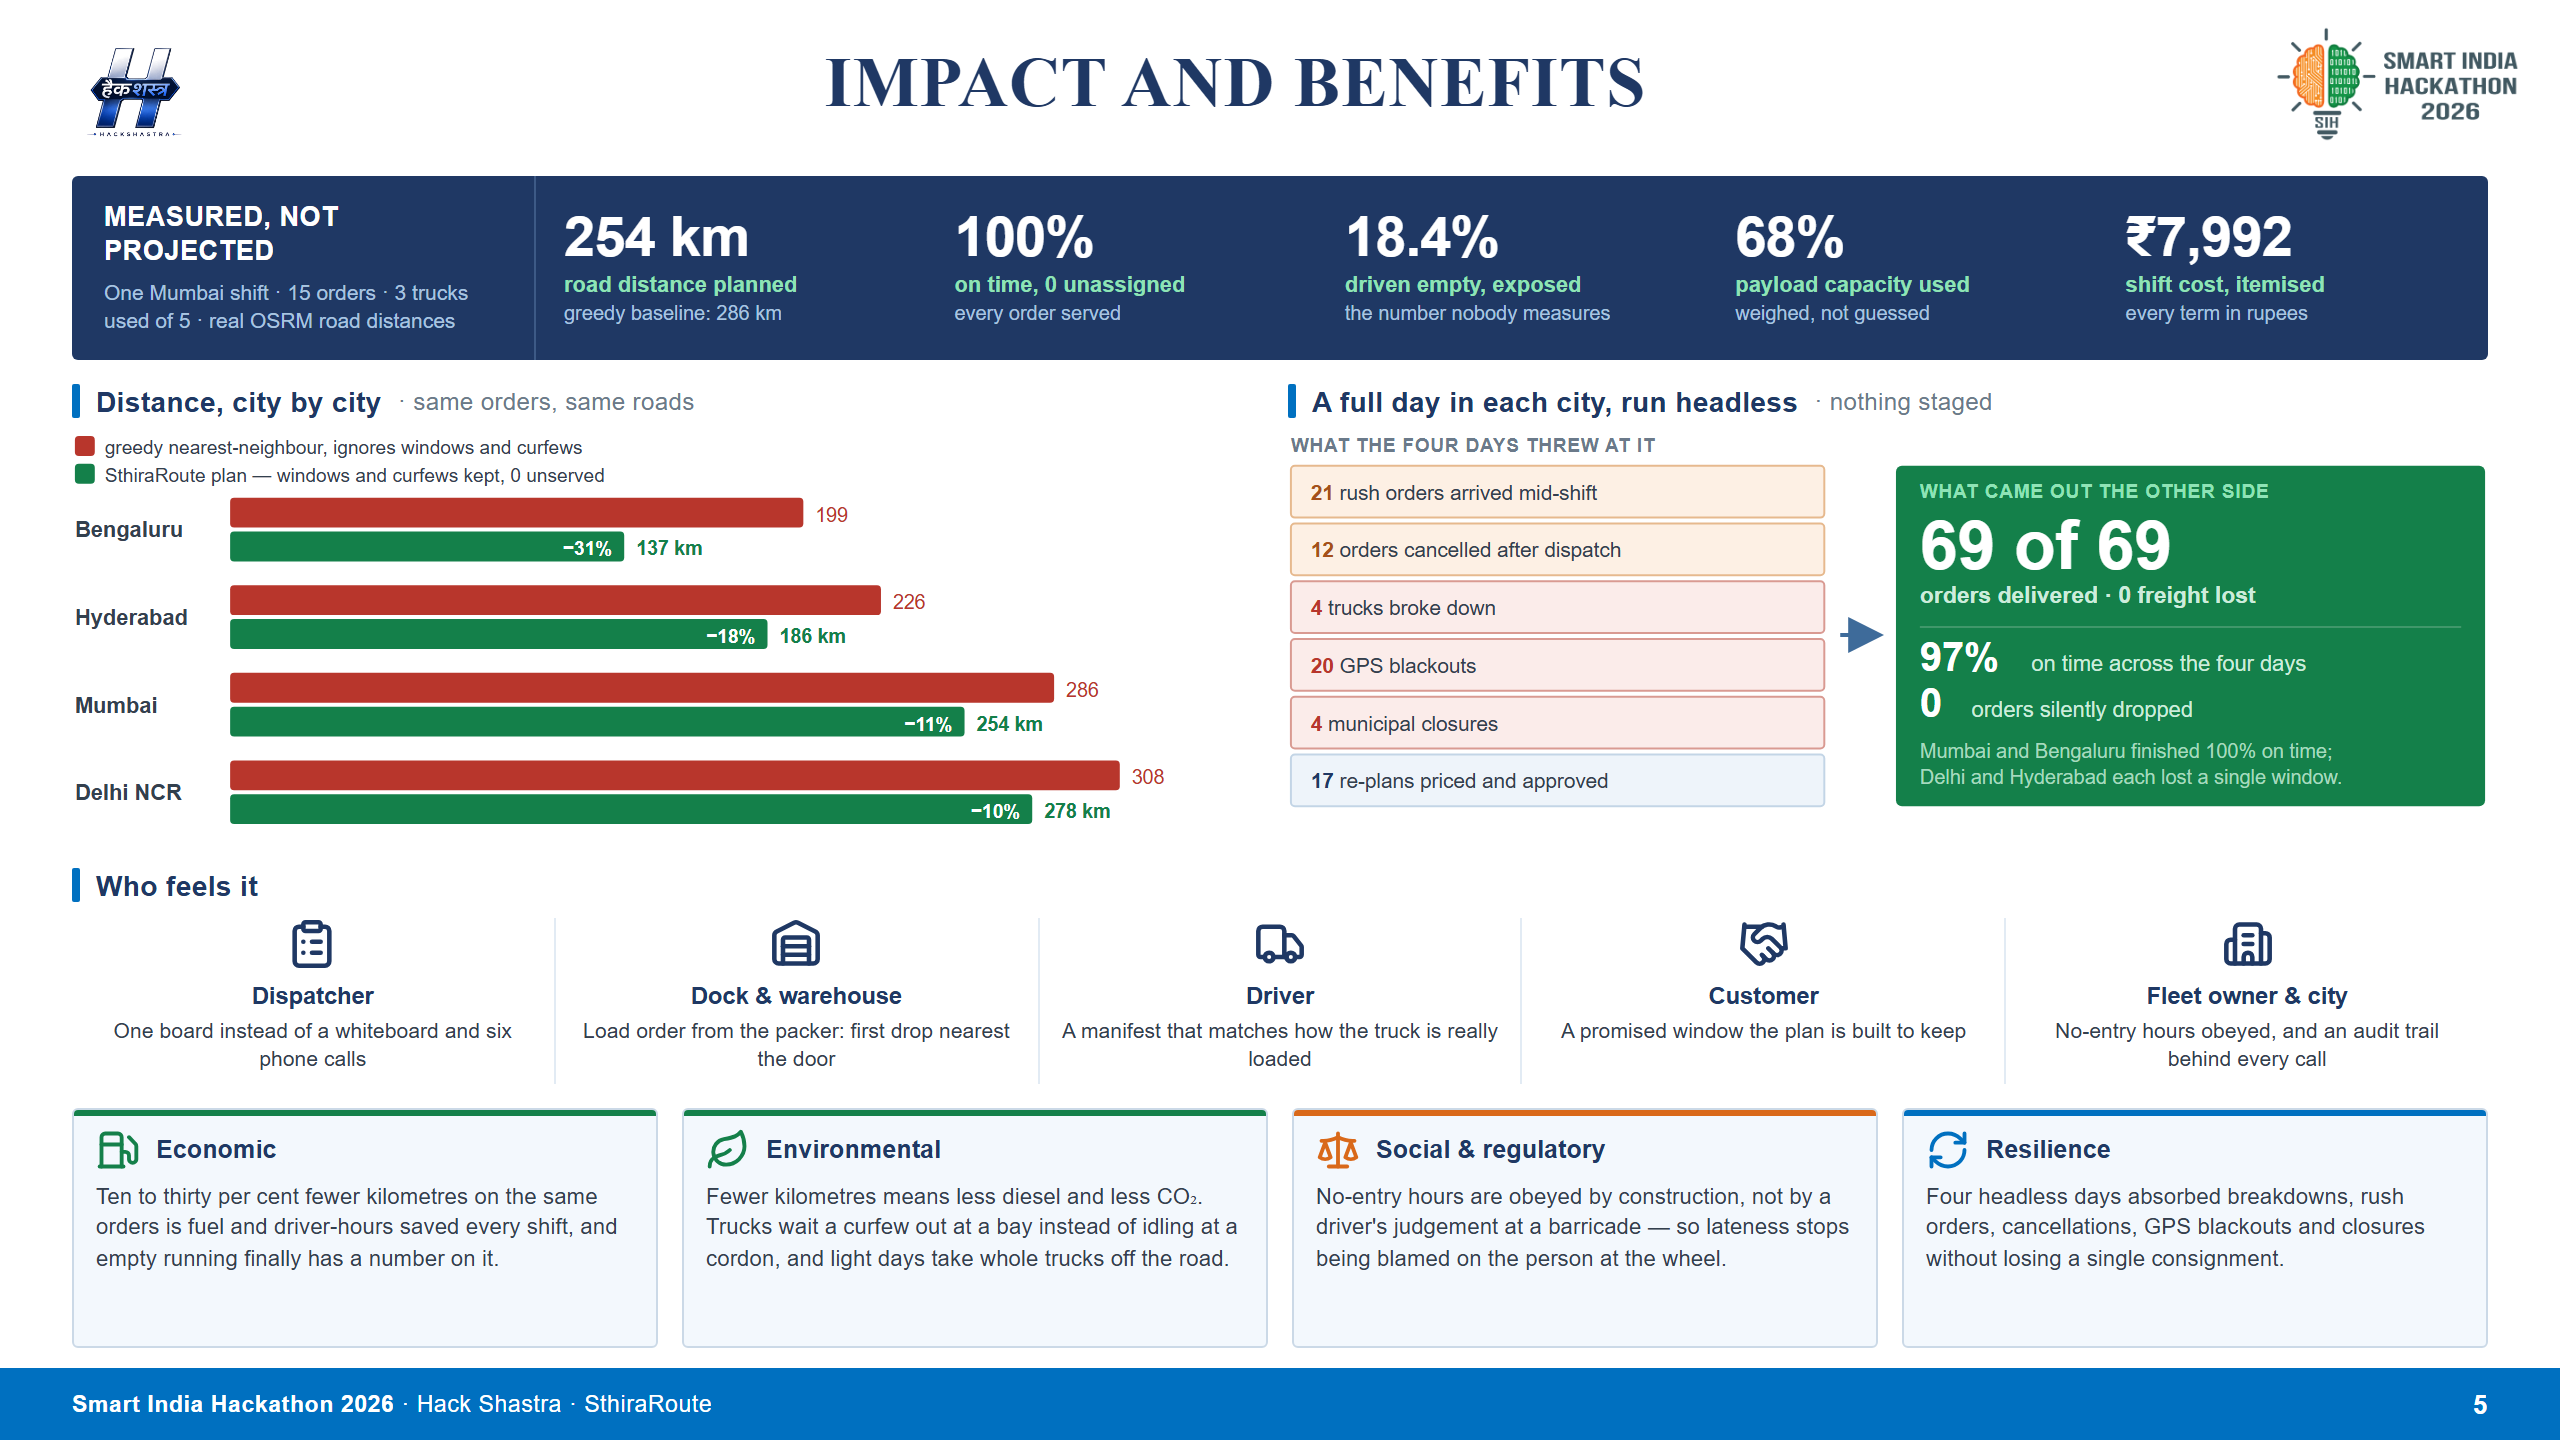 हैकशस्त्र
HACKSHASTRA
IMPACT AND BENEFITS
SIH
SMART INDIA
HACKATHON
2026
MEASURED, NOT
PROJECTED
One Mumbai shift · 15 orders · 3 trucks
used of 5 · real OSRM road distances
254 km
road distance planned
greedy baseline: 286 km
100%
on time, 0 unassigned
every order served
18.4%
driven empty, exposed
the number nobody measures
68%
payload capacity used
weighed, not guessed
₹7,992
shift cost, itemised
every term in rupees
Distance, city by city · same orders, same roads
greedy nearest-neighbour, ignores windows and curfews
SthiraRoute plan — windows and curfews kept, 0 unserved
Bengaluru
199
−31% 137 km
Hyderabad
226
−18% 186 km
Mumbai
286
−11% 254 km
Delhi NCR
308
−10% 278 km
A full day in each city, run headless · nothing staged
WHAT THE FOUR DAYS THREW AT IT
21 rush orders arrived mid-shift
12 orders cancelled after dispatch
4 trucks broke down
20 GPS blackouts
4 municipal closures
17 re-plans priced and approved
WHAT CAME OUT THE OTHER SIDE
69 of 69
orders delivered · 0 freight lost
97% on time across the four days
0 orders silently dropped
Mumbai and Bengaluru finished 100% on time;
Delhi and Hyderabad each lost a single window.
Who feels it
Dispatcher
One board instead of a whiteboard and six
phone calls
Dock & warehouse
Load order from the packer: first drop nearest
the door
Driver
A manifest that matches how the truck is really
loaded
Customer
A promised window the plan is built to keep
Fleet owner & city
No-entry hours obeyed, and an audit trail
behind every call
Economic
Ten to thirty per cent fewer kilometres on the same
orders is fuel and driver-hours saved every shift, and
empty running finally has a number on it.
Environmental
Fewer kilometres means less diesel and less CO₂.
Trucks wait a curfew out at a bay instead of idling at a
cordon, and light days take whole trucks off the road.
Social & regulatory
No-entry hours are obeyed by construction, not by a
driver's judgement at a barricade — so lateness stops
being blamed on the person at the wheel.
Resilience
Four headless days absorbed breakdowns, rush
orders, cancellations, GPS blackouts and closures
without losing a single consignment.
Smart India Hackathon 2026 · Hack Shastra · SthiraRoute
5